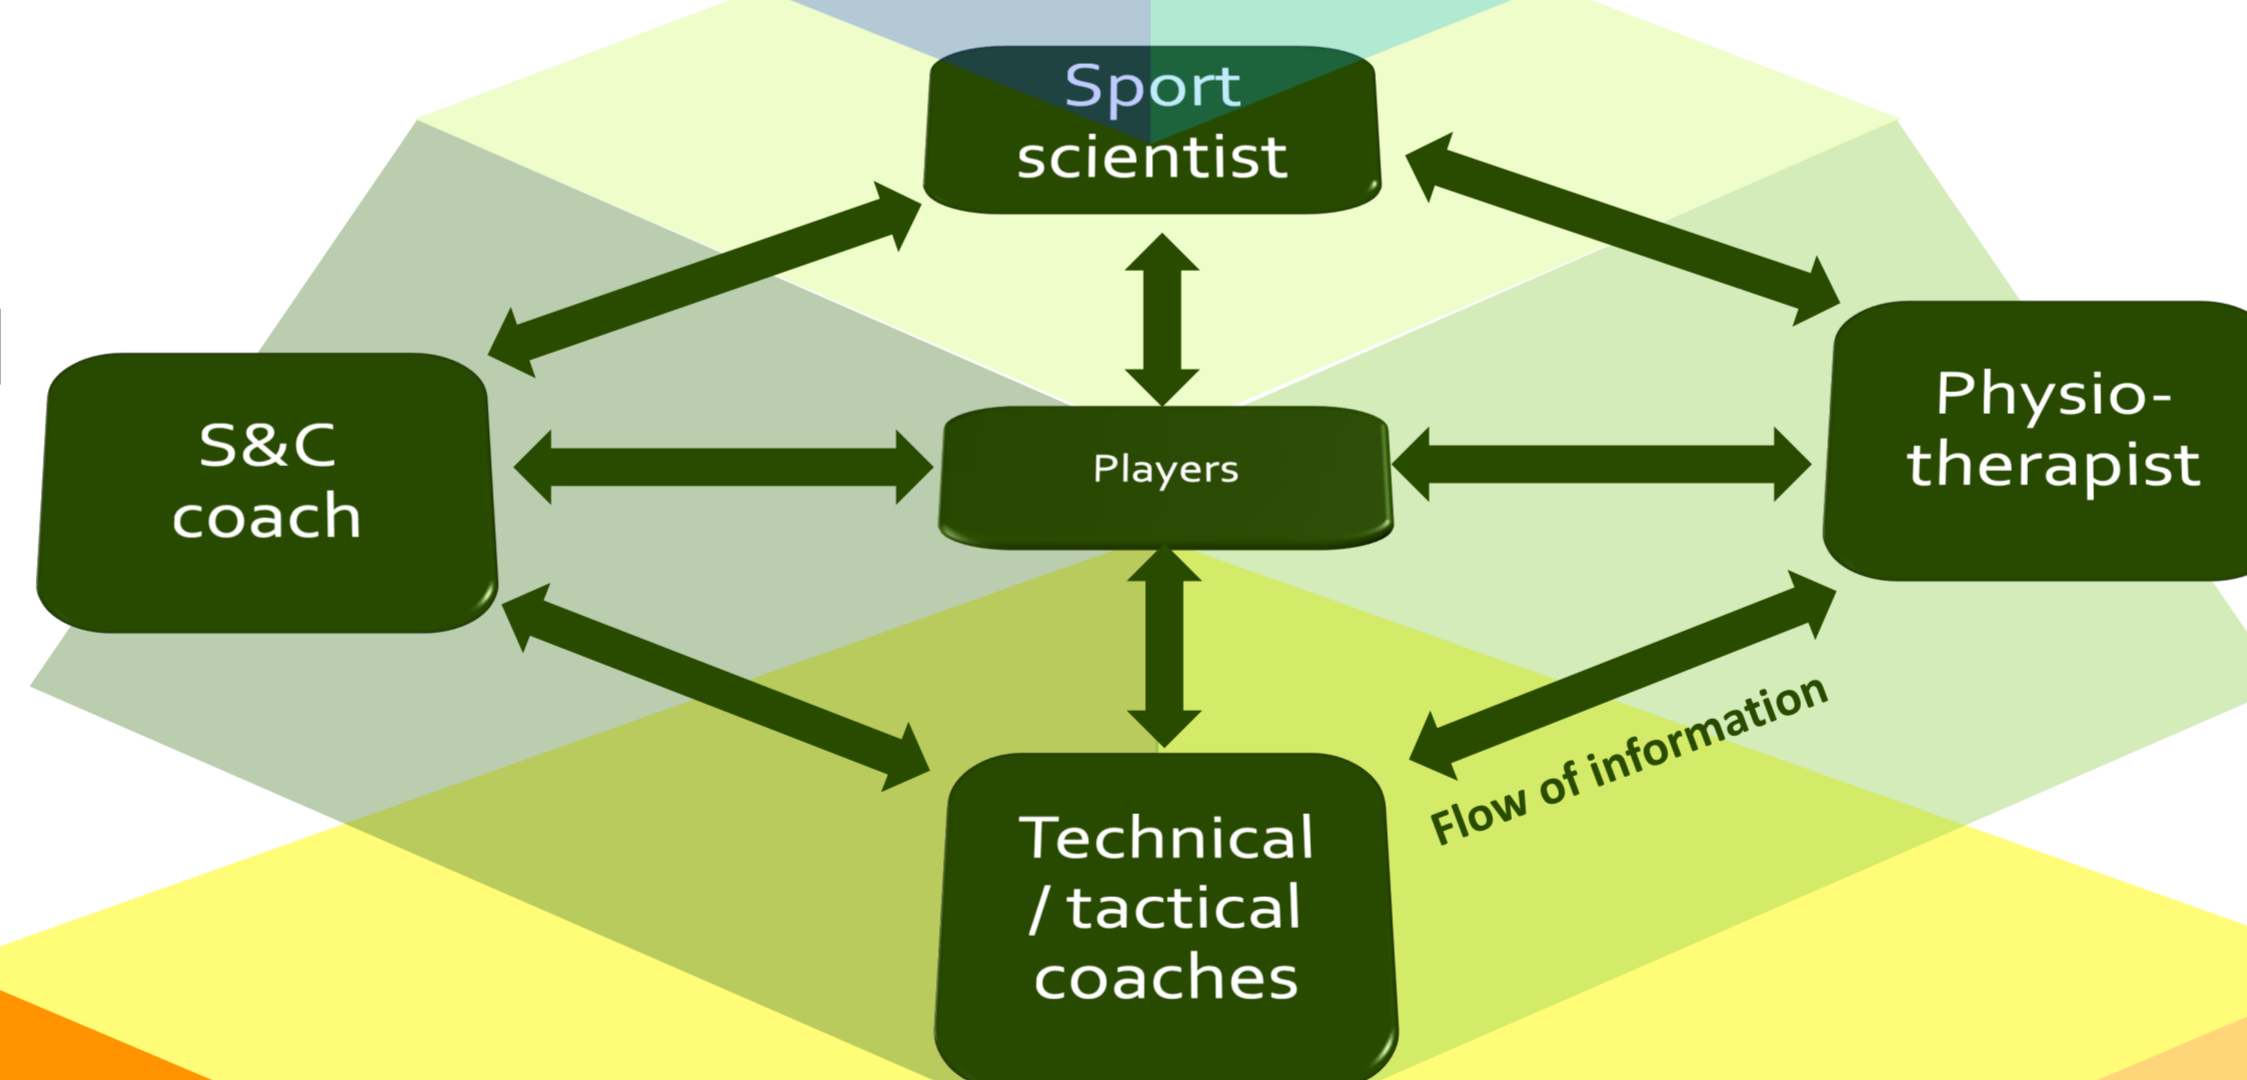 Sport
scientist
S&C
coach
Players
Physio-
therapist
Technical
/ tactical
coaches
Flow of information